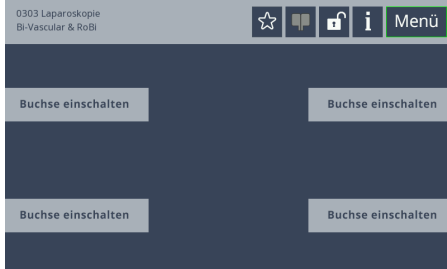 0303 Laparoskopie
Bi-Vascular & RoBi
i
Menü
Buchse einschalten
Buchse einschalten
Buchse einschalten
Buchse einschalten